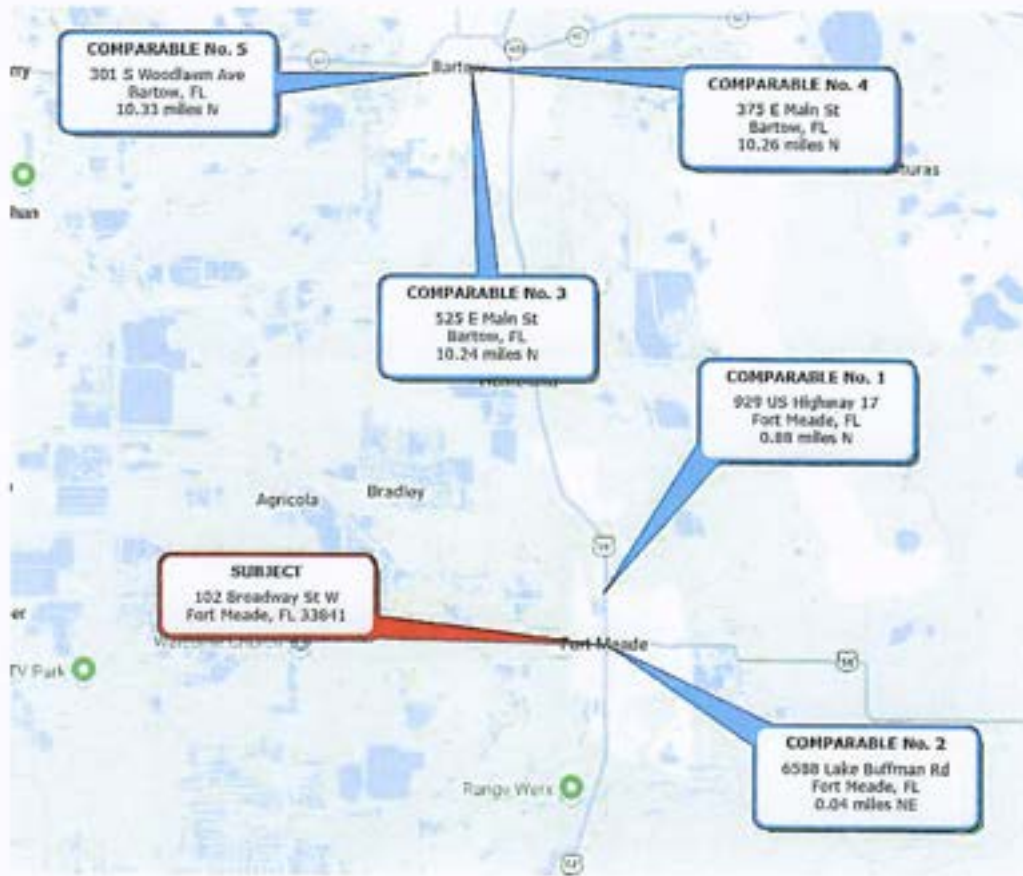 COMPARABLE No. 5
301 S Woodlawn Ave
Bartow, FL
10.33 miles N
Bartow
COMPARABLE No. 4
375 E Main St
Bartow, FL
10.26 miles N
COMPARABLE No. 3
525 E Main St
Bartow, FL
10.24 miles N
COMPARABLE No. 1
929 US Highway 17
Fort Meade, FL
0.88 miles N
Agricola
Bradley
SUBJECT
102 Broadway St W
Fort Meade, FL 33841
Fort Meade
TV Park
98
COMPARABLE No. 2
6588 Lake Buffman Rd
Fort Meade, FL
0.04 miles NE
Range Werx